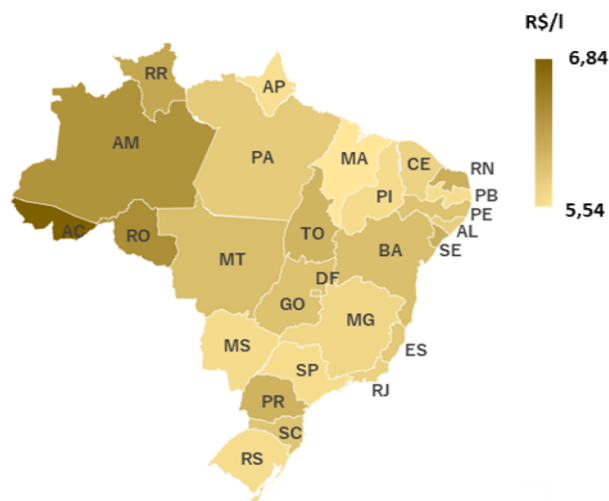 R$/l
6,84
5,54
RR
AP
AM
PA
MA
CE
RN
PI
PB
PE
AL
SE
AC
RO
TO
BA
MT
DF
GO
MG
ES
MS
SP
RJ
PR
SC
RS